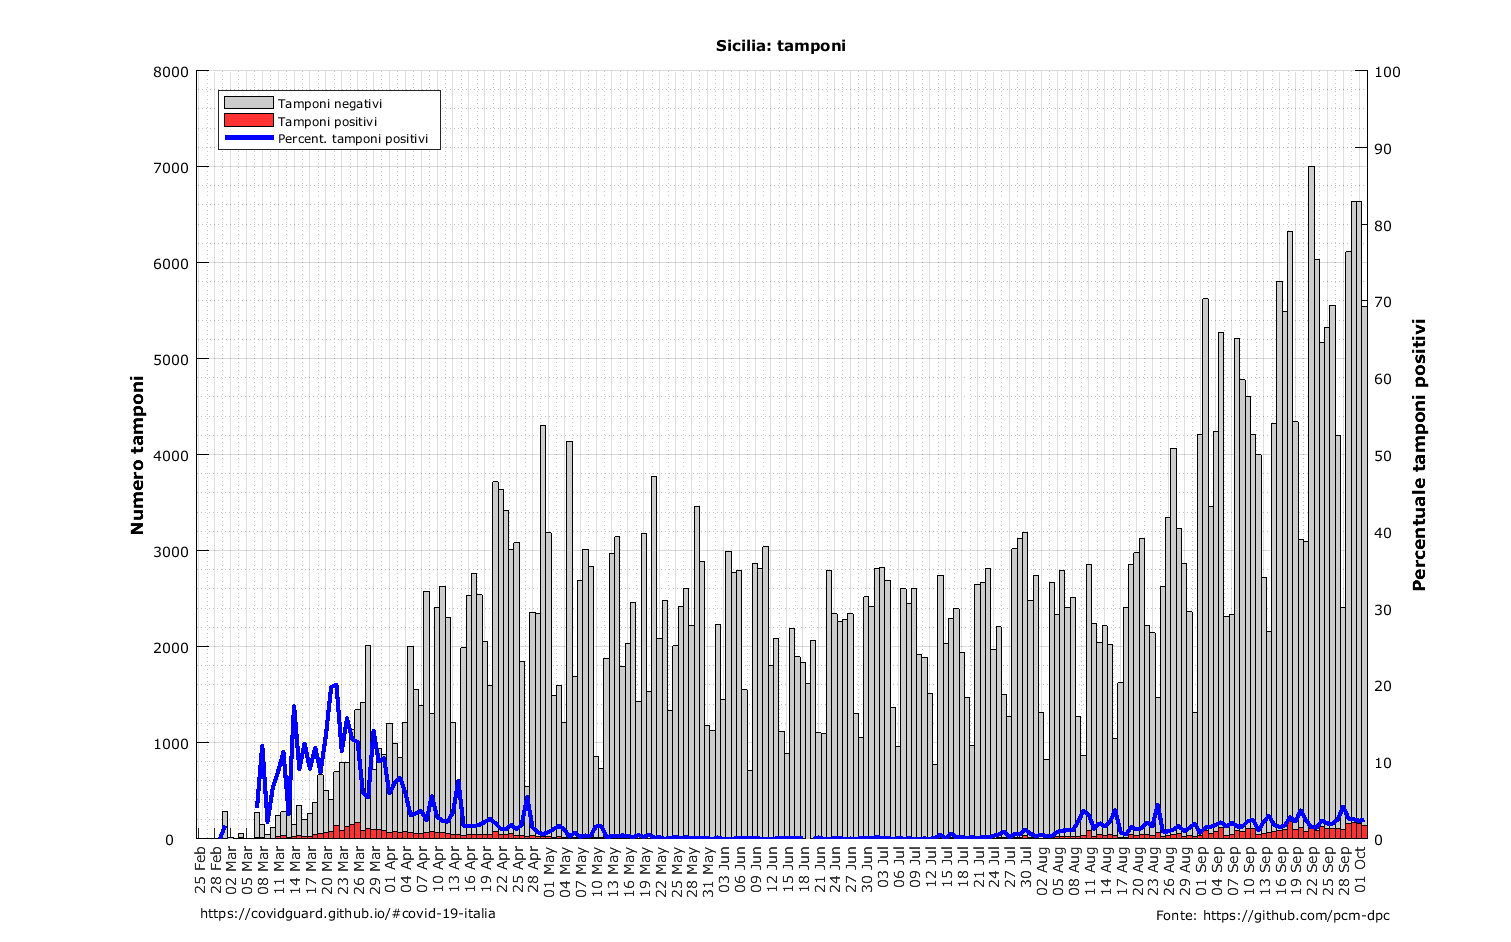 Sicilia: tamponi
Tamponi negativi
Tamponi positivi
Percent. tamponi positivi
Numero tamponi
8000
7000
6000
5000
4000
3000
2000
1000
0
Percentuale tamponi positivi
100
90
80
70
60
50
40
30
20
10
0
25 Feb
28 Feb
02 Mar
05 Mar
08 Mar
11 Mar
14 Mar
17 Mar
20 Mar
23 Mar
26 Mar
29 Mar
01 Apr
04 Apr
07 Apr
10 Apr
13 Apr
16 Apr
19 Apr
22 Apr
25 Apr
28 Apr
01 May
04 May
07 May
10 May
13 May
16 May
19 May
22 May
25 May
28 May
31 May
03 Jun
06 Jun
09 Jun
12 Jun
15 Jun
18 Jun
21 Jun
24 Jun
27 Jun
30 Jun
03 Jul
06 Jul
09 Jul
12 Jul
15 Jul
18 Jul
21 Jul
24 Jul
27 Jul
30 Jul
02 Aug
05 Aug
08 Aug
11 Aug
14 Aug
17 Aug
20 Aug
23 Aug
26 Aug
29 Aug
01 Sep
04 Sep
07 Sep
10 Sep
13 Sep
16 Sep
19 Sep
22 Sep
25 Sep
28 Sep
01 Oct
https://covidguard.github.io/#covid-19-italia
Fonte: https://github.com/pcm-dpc